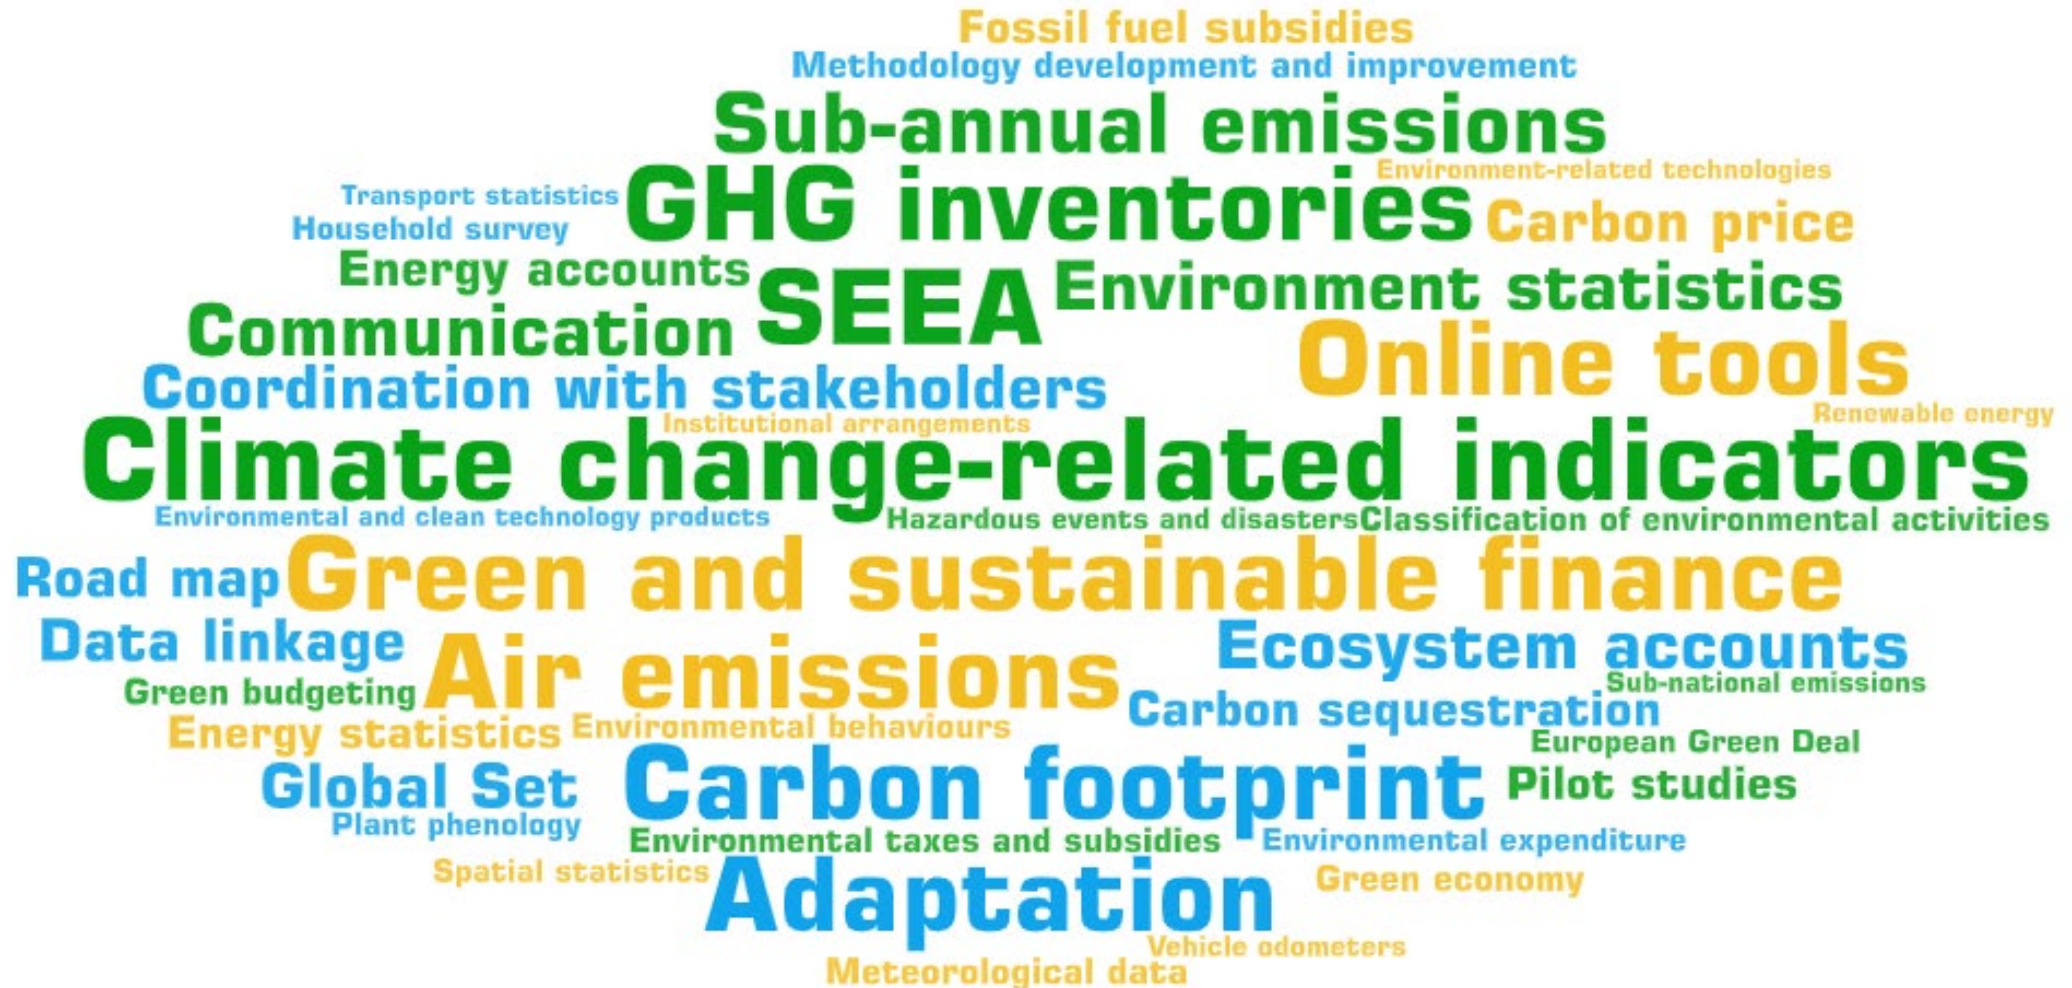 Fossil fuel subsidies
Methodology development and improvement
Sub-annual emissions
Environment-related technologies
Transport statistics
GHG inventories
Carbon price
Household survey
Energy accounts
SEEA
Environment statistics
Communication
Online tools
Coordination with stakeholders
Institutional arrangements
Renewable energy
Climate change-related indicators
Environmental and clean technology products
Hazardous events and disasters
Classification of environmental activities
Road map
Green and sustainable finance
Data linkage
Air emissions
Ecosystem accounts
Green budgeting
Sub-national emissions
Carbon sequestration
Energy statistics
Environmental behaviours
European Green Deal
Global Set
Carbon footprint
Pilot studies
Plant phenology
Environmental taxes and subsidies
Environmental expenditure
Spatial statistics
Adaptation
Green economy
Vehicle odometers
Meteorological data